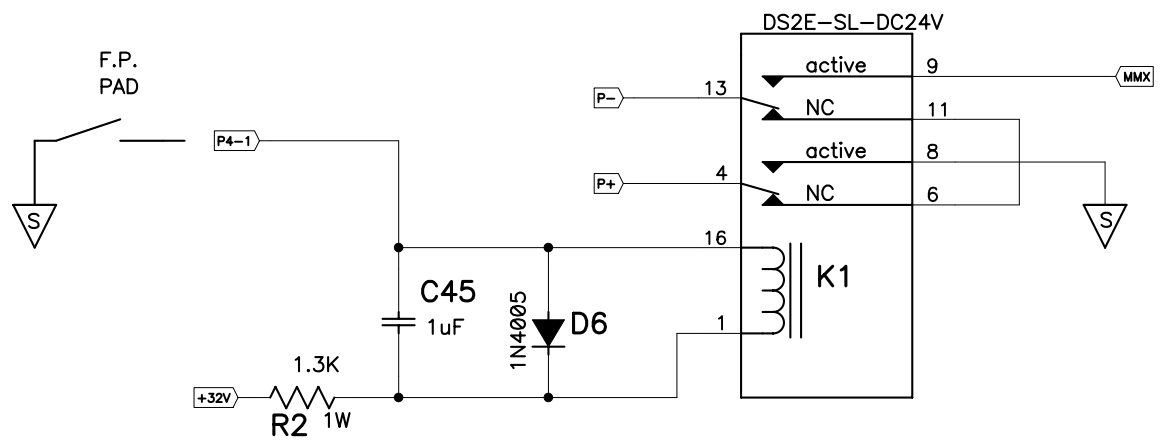 DS2E-SL-DC24V
F.P.
PAD
active
9
MMX
P-
13
NC
11
P4-1
active
8
P+
4
NC
6
S
S
16
C45
1uF
1N4005
D6
K1
1
1.3K
+32V
R2
1W